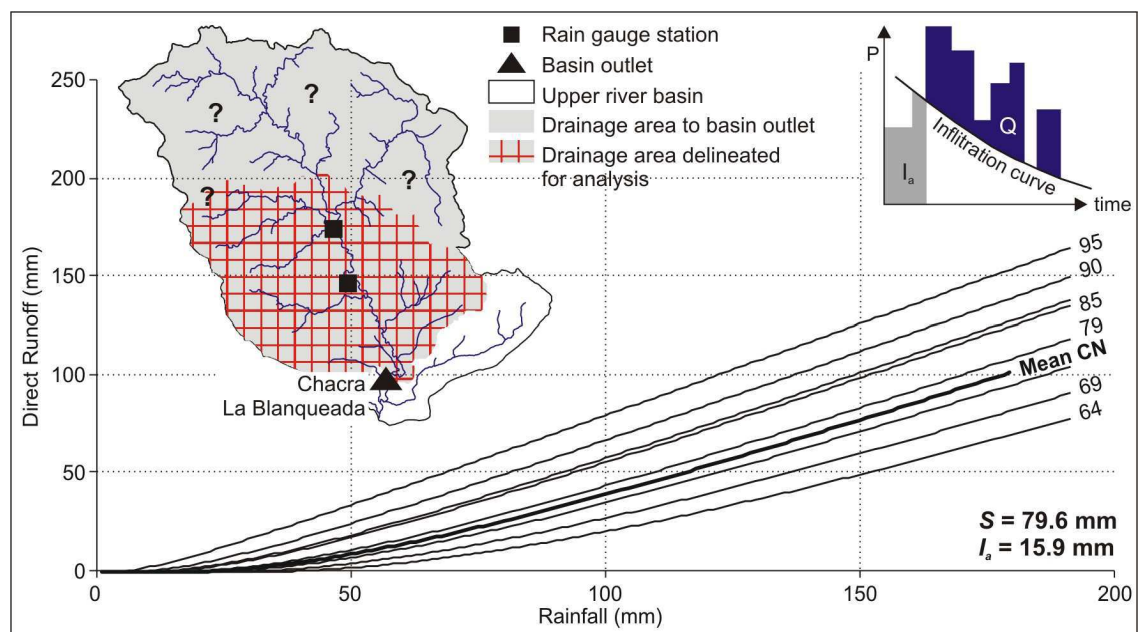 Direct Runoff (mm)
250
200
150
100
50
0
0
50
100
150
200
Rainfall (mm)
?
?
?
?
Chacra
La Blanqueada
Rain gauge station
Basin outlet
Upper river basin
Drainage area to basin outlet
Drainage area delineated
for analysis
P
Q
Infiltration curve
Ia
time
95
90
85
79
Mean CN
69
64
S = 79.6 mm
Ia = 15.9 mm